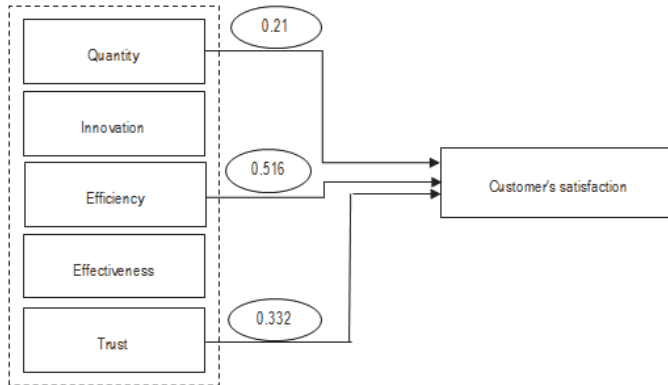 0.21
Quantity
Innovation
0.516
Efficiency
Customer's satisfaction
Effectiveness
0.332
Trust